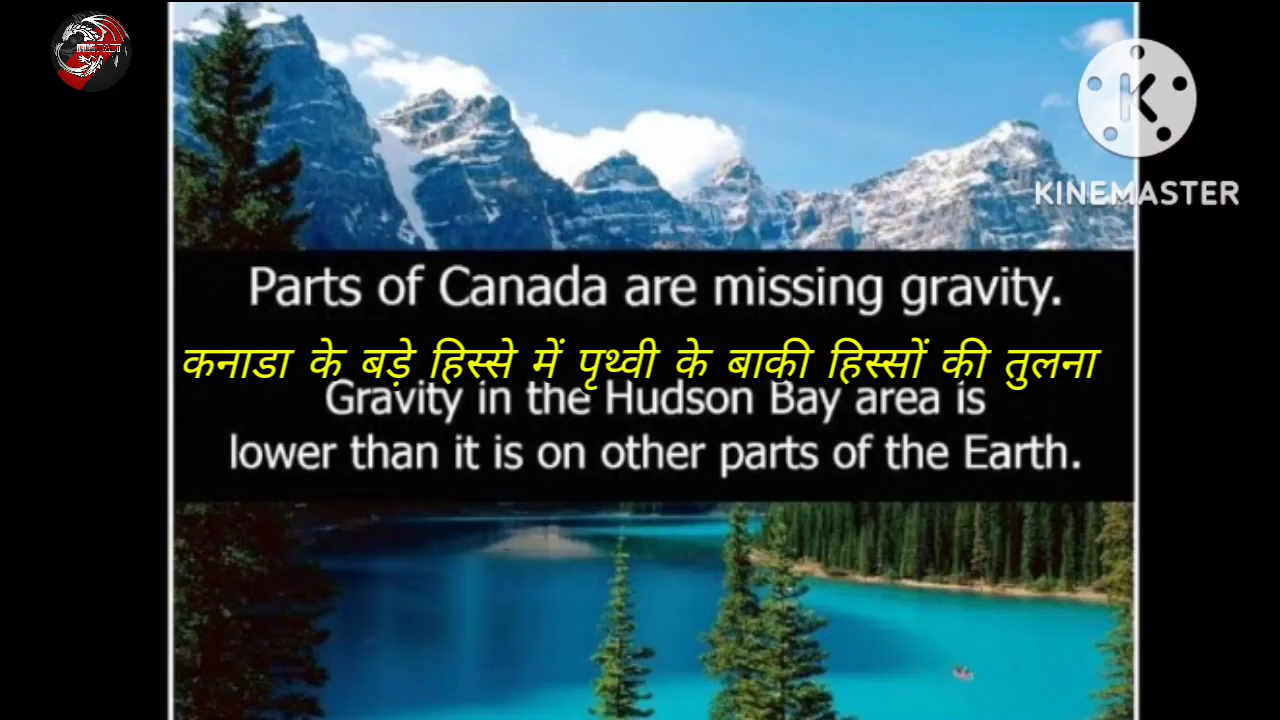 KINEMASTER
Parts of Canada are missing gravity.
कनाडा के बड़े हिस्से में पृथ्वी के बाकी हिस्सों की तुलना
Gravity in the Hudson Bay area is
lower than it is on other parts of the Earth.